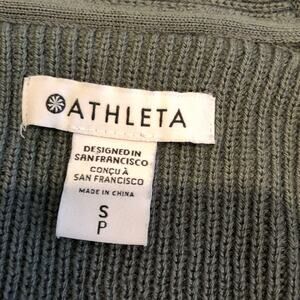 ATHLETA
DESIGNED IN
SAN FRANCISCO
CONÇU À
SAN FRANCISCO
MADE IN CHINA
S
P